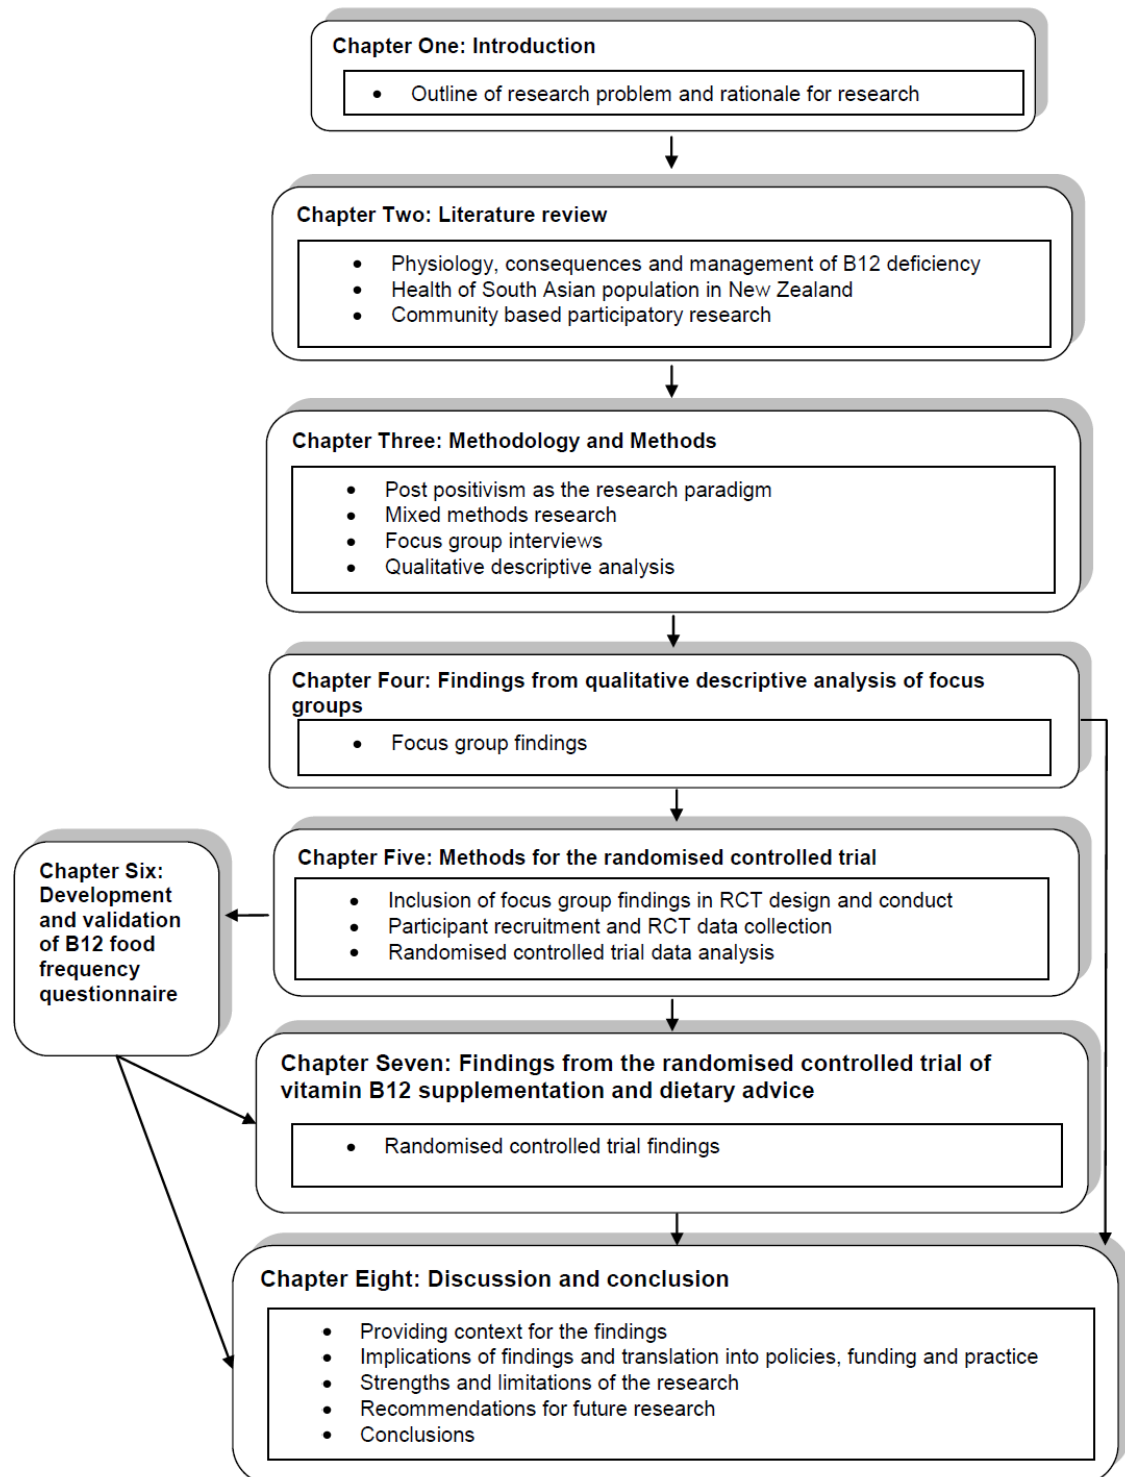 Chapter One: Introduction
• Outline of research problem and rationale for research
Chapter Two: Literature review
• Physiology, consequences and management of B12 deficiency
• Health of South Asian population in New Zealand
• Community based participatory research
Chapter Three: Methodology and Methods
• Post positivism as the research paradigm
• Mixed methods research
• Focus group interviews
• Qualitative descriptive analysis
Chapter Four: Findings from qualitative descriptive analysis of focus
groups
• Focus group findings
Chapter Five: Methods for the randomised controlled trial
• Inclusion of focus group findings in RCT design and conduct
• Participant recruitment and RCT data collection
• Randomised controlled trial data analysis
Chapter Six:
Development
and validation
of B12 food
frequency
questionnaire
Chapter Seven: Findings from the randomised controlled trial of
vitamin B12 supplementation and dietary advice
• Randomised controlled trial findings
Chapter Eight: Discussion and conclusion
• Providing context for the findings
• Implications of findings and translation into policies, funding and practice
• Strengths and limitations of the research
• Recommendations for future research
• Conclusions